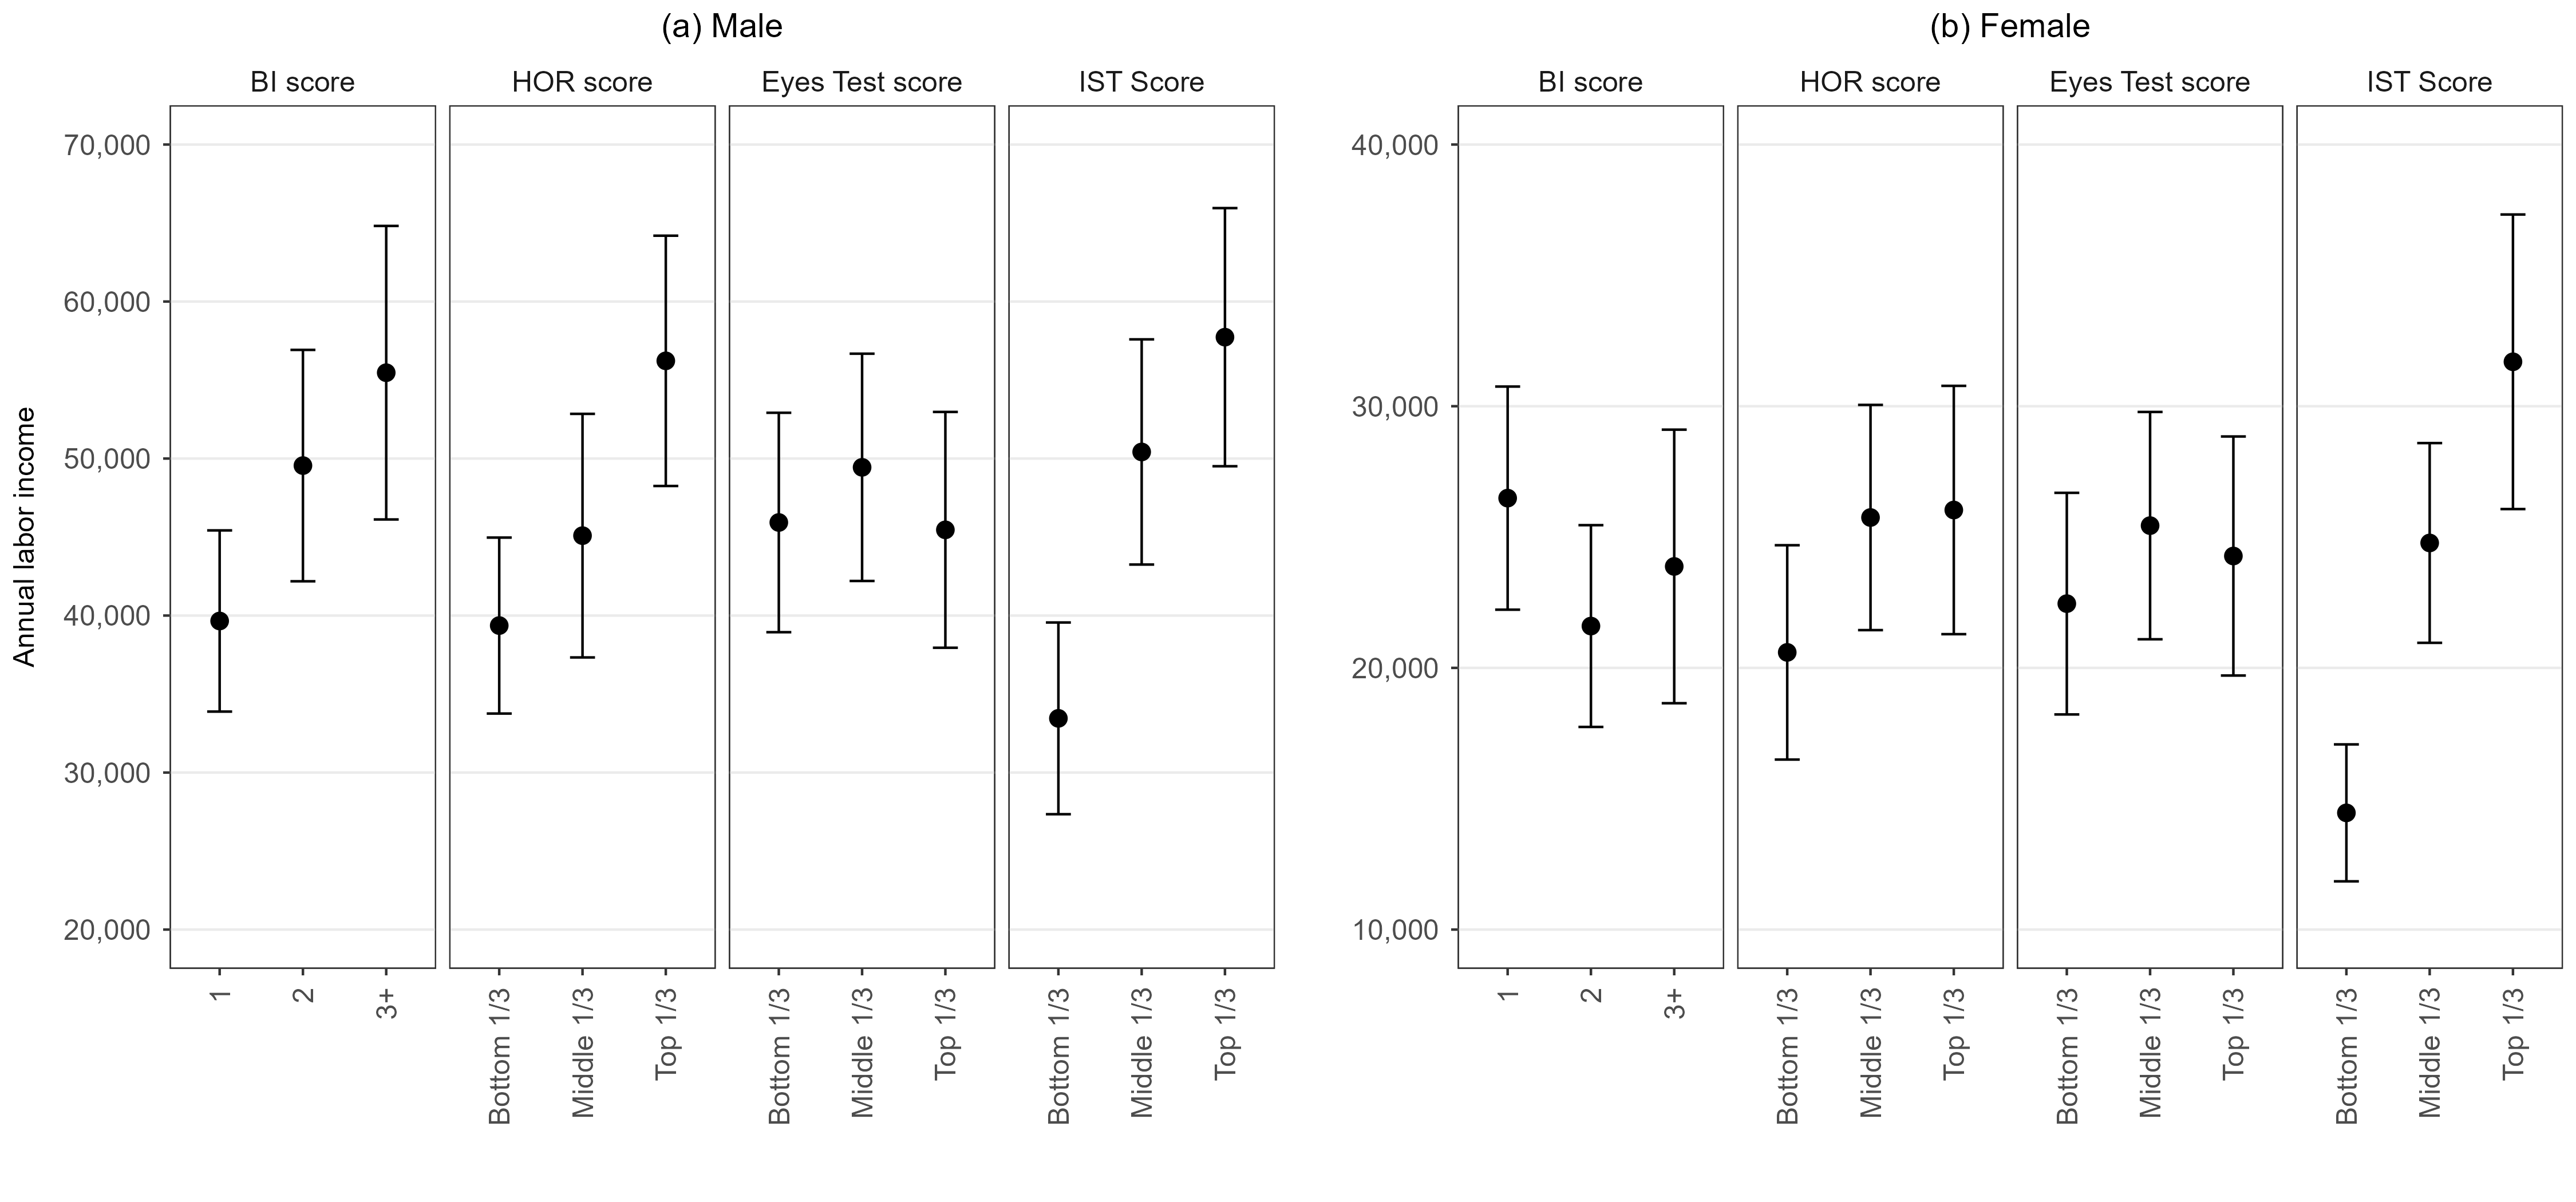 (a) Male
BI score
HOR score
Eyes Test score
IST Score
Annual labor income
70,000
60,000
50,000
40,000
30,000
20,000
1
2
3+
Bottom 1/3
Middle 1/3
Top 1/3
Bottom 1/3
Middle 1/3
Top 1/3
Bottom 1/3
Middle 1/3
Top 1/3
(b) Female
BI score
HOR score
Eyes Test score
IST Score
40,000
30,000
20,000
10,000
1
2
3+
Bottom 1/3
Middle 1/3
Top 1/3
Bottom 1/3
Middle 1/3
Top 1/3
Bottom 1/3
Middle 1/3
Top 1/3